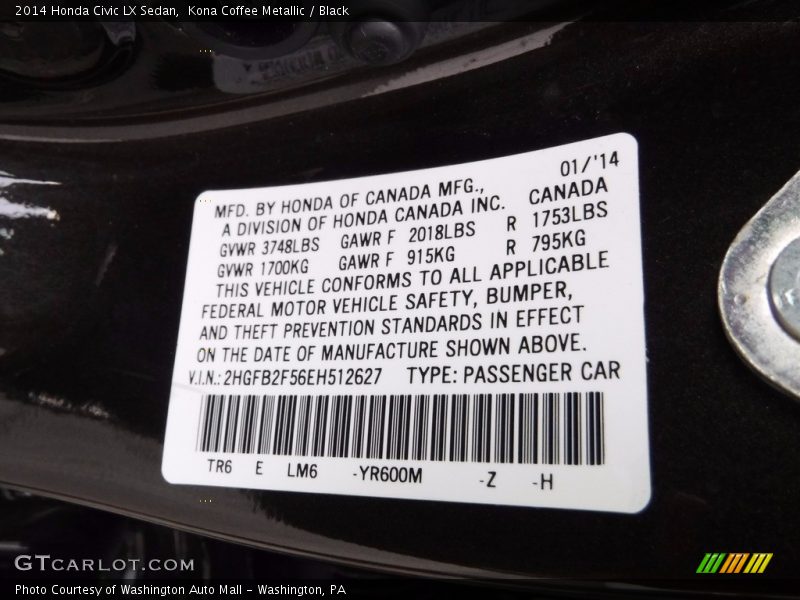 2014 Honda Civic LX Sedan,  Kona Coffee Metallic / Black
01/'14
MFD. BY HONDA OF CANADA MFG.,
A DIVISION OF HONDA CANADA INC. CANADA
GVWR 3748LBS GAWR F 2018LBS R 1753LBS
GVWR 1700KG GAWR F 915KG R 795KG
THIS VEHICLE CONFORMS TO ALL APPLICABLE
FEDERAL MOTOR VEHICLE SAFETY, BUMPER,
AND THEFT PREVENTION STANDARDS IN EFFECT
ON THE DATE OF MANUFACTURE SHOWN ABOVE.
V.I.N.: 2HGFB2F56EH512627 TYPE: PASSENGER CAR
TR6 E LM6 -YR600M -Z -H
GTCARLOT.COM
Photo Courtesy of Washington Auto Mall - Washington, PA